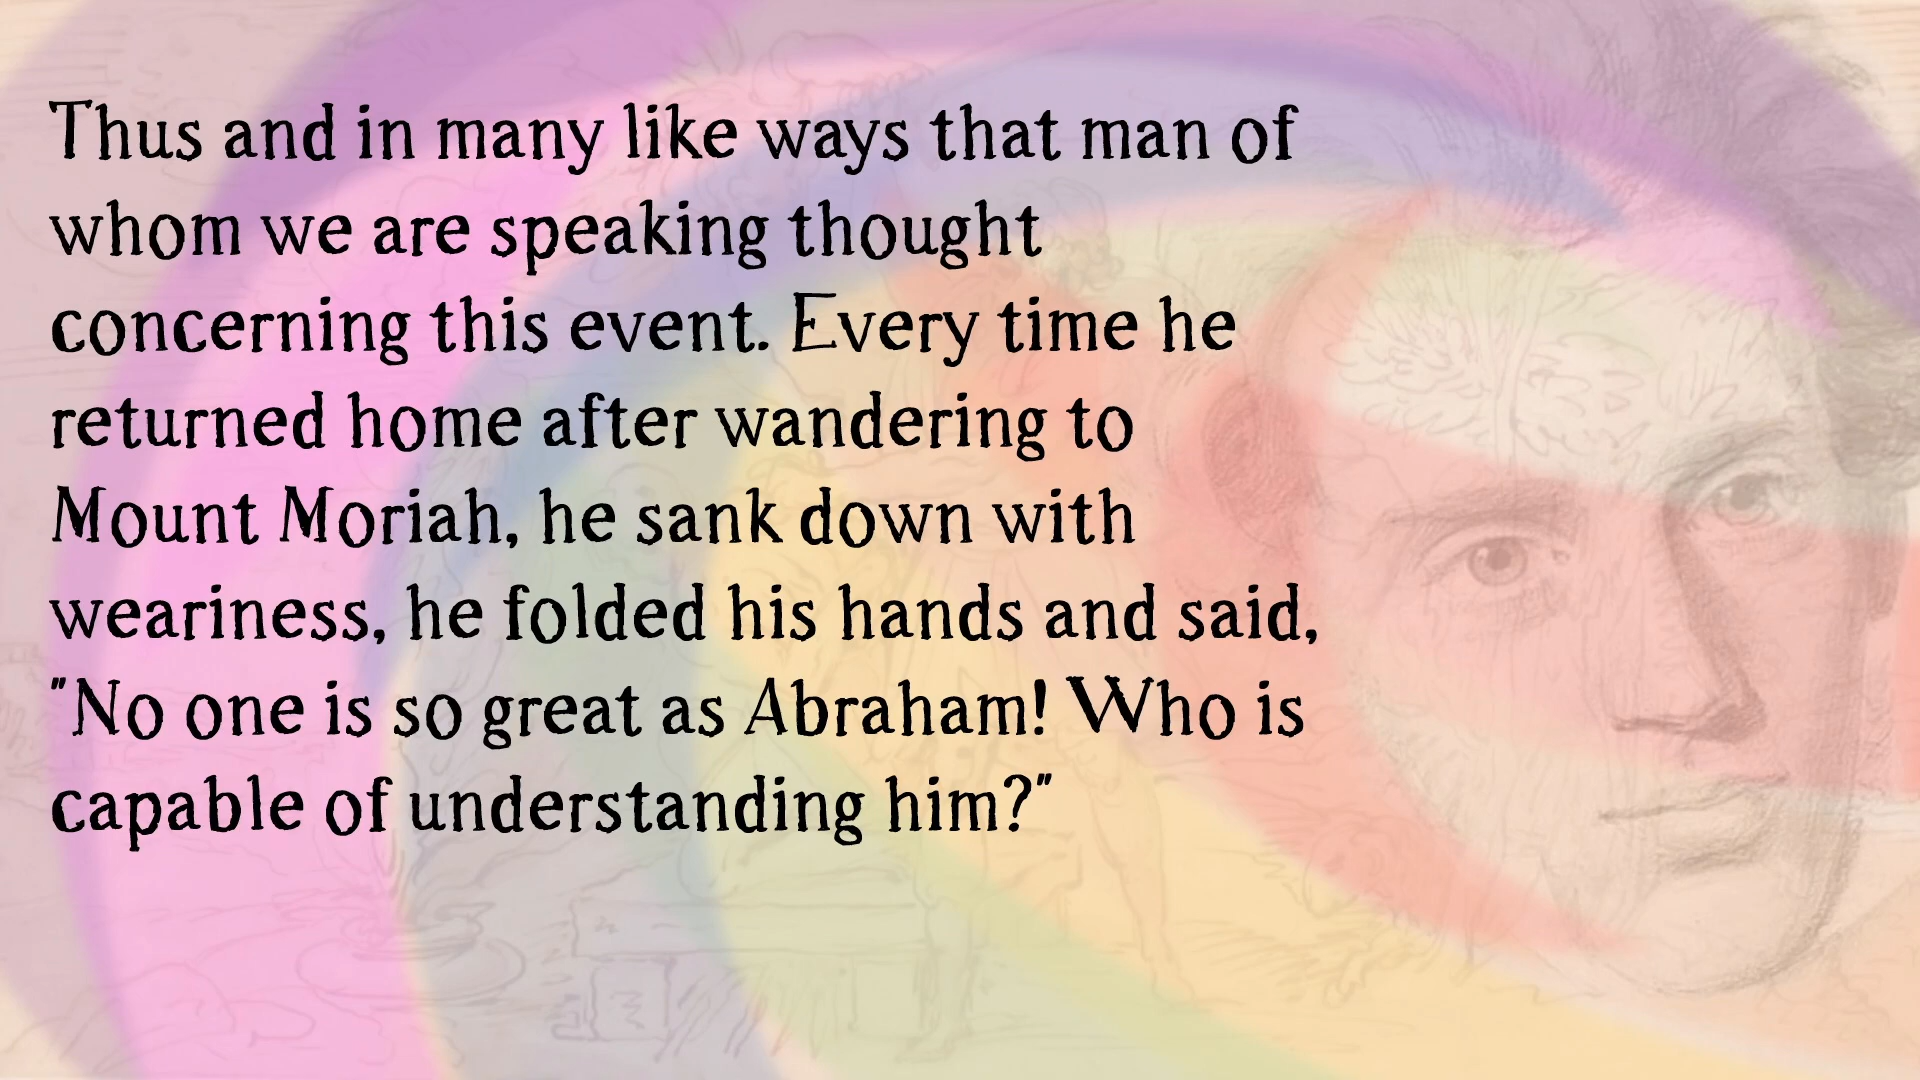 Thus and in many like ways that man of
whom we are speaking thought
concerning this event. Every time he
returned home after wandering to
Mount Moriah, he sank down with
weariness, he folded his hands and said,
"No one is so great as Abraham! Who is
capable of understanding him?"